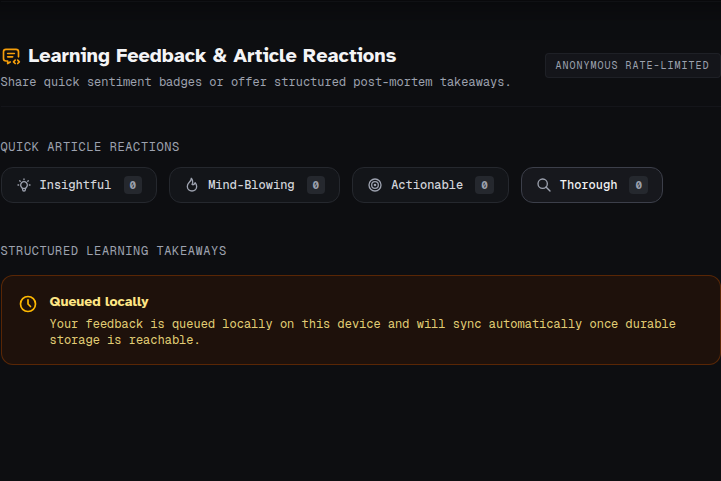 Learning Feedback & Article Reactions
Share quick sentiment badges or offer structured post-mortem takeaways.
ANONYMOUS RATE-LIMITED
QUICK ARTICLE REACTIONS
Insightful 0
Mind-Blowing 0
Actionable 0
Thorough 0
STRUCTURED LEARNING TAKEAWAYS
Queued locally
Your feedback is queued locally on this device and will sync automatically once durable
storage is reachable.